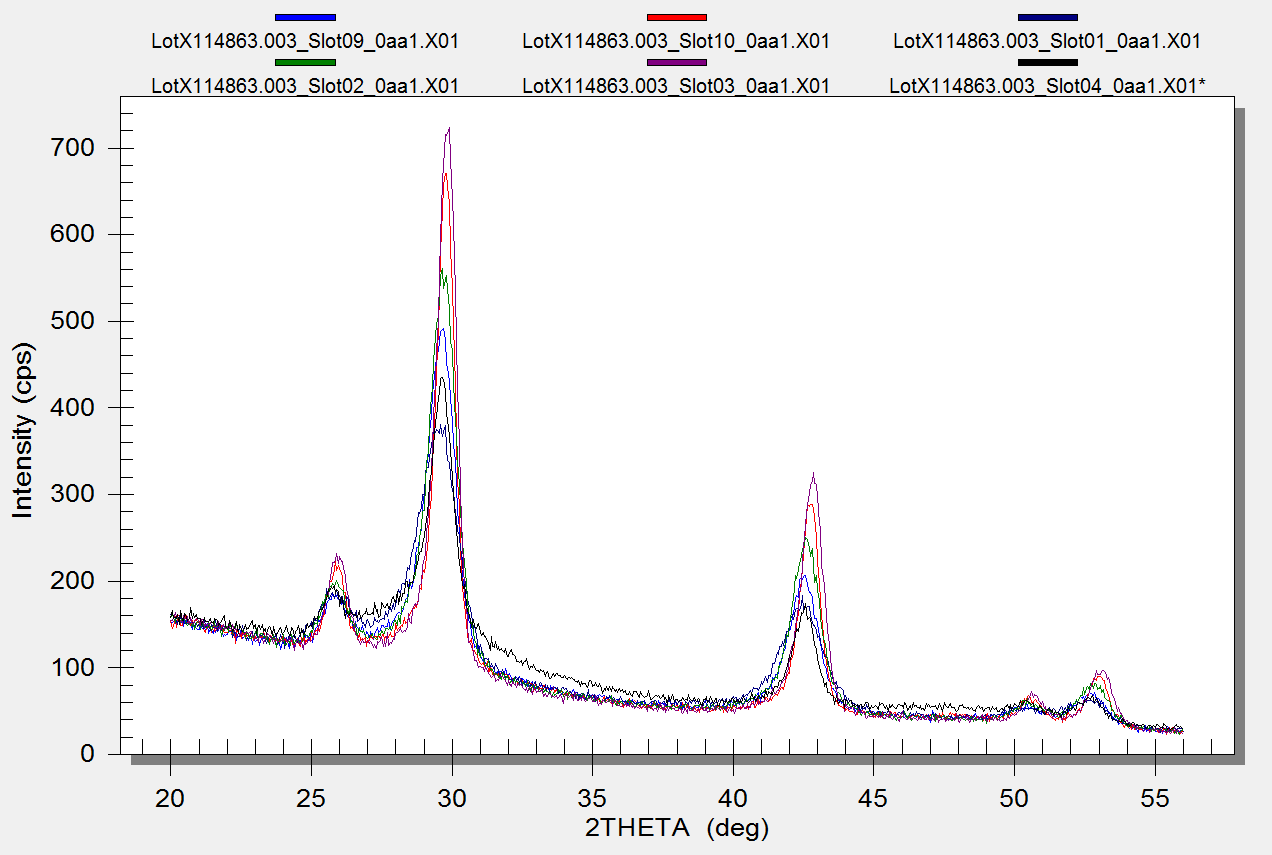 LotX114863.003_Slot09_0aa1.X01 LotX114863.003_Slot10_0aa1.X01 LotX114863.003_Slot01_0aa1.X01
LotX114863.003_Slot02_0aa1.X01 LotX114863.003_Slot03_0aa1.X01 LotX114863.003_Slot04_0aa1.X01*
700
600
500
400
300
200
100
0
Intensity (cps)
20 25 30 35 40 45 50 55
2THETA (deg)